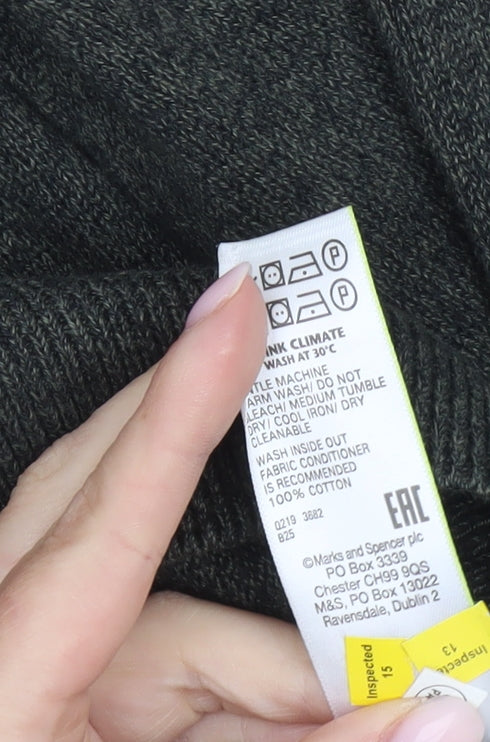 P
P
INK CLIMATE
WASH AT 30°C
TLE MACHINE
ARM WASH/ DO NOT
LEACH/ MEDIUM TUMBLE
DRY/ COOL IRON/ DRY
CLEANABLE
WASH INSIDE OUT
FABRIC CONDITIONER
IS RECOMMENDED
100% COTTON
0219 3682
B25
EAC
©Marks and Spencer plc
PO Box 3339
Chester CH99 9QS
M&S, PO Box 13022
Ravensdale, Dublin 2
Inspected
15
Inspecte
13